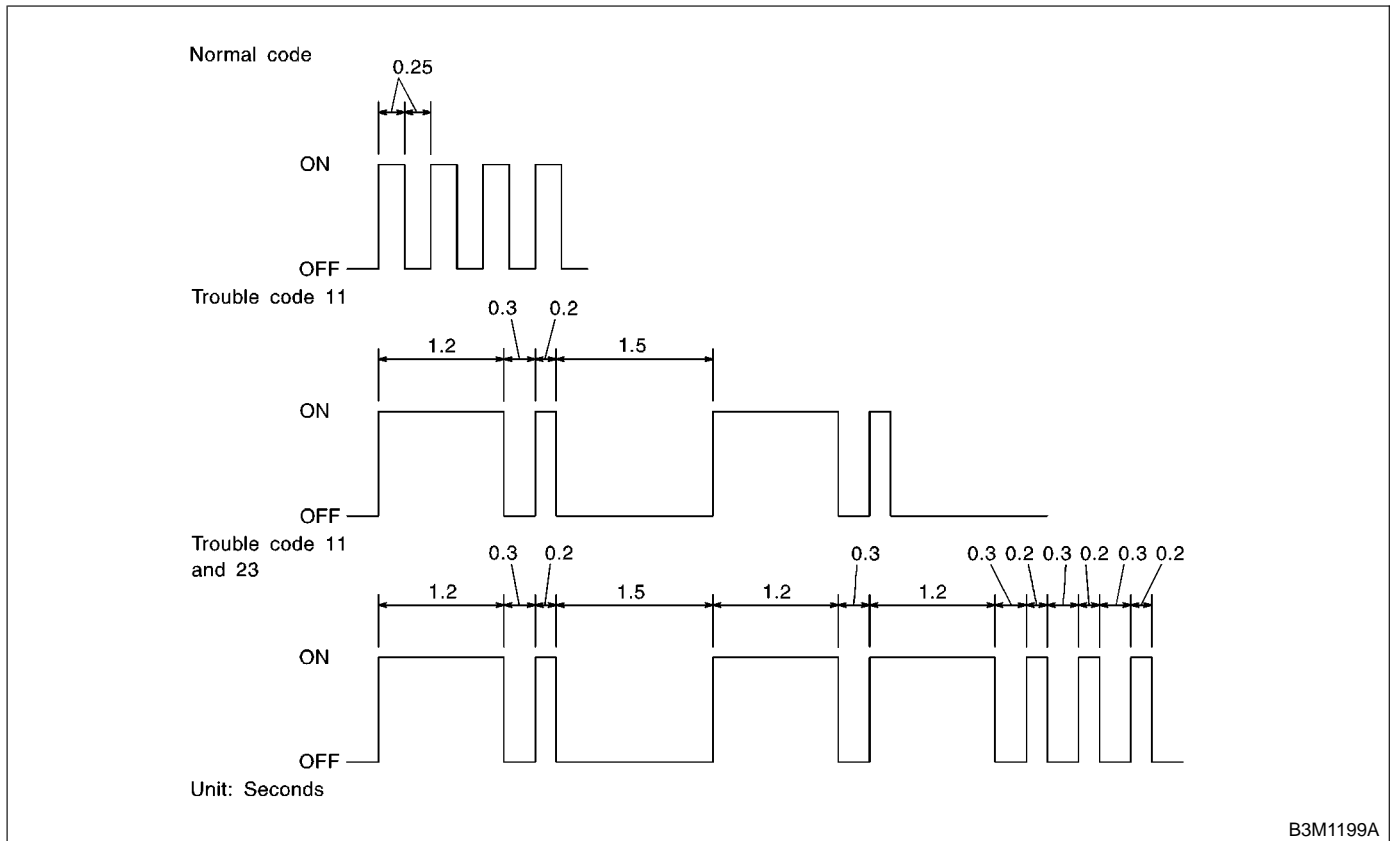 Normal code
0.25
ON
OFF
Trouble code 11
0.3 0.2
1.2 1.5
ON
OFF
Trouble code 11
and 23
0.3 0.2 0.3 0.3 0.2 0.3 0.2 0.3 0.2
1.2 1.5 1.2 1.2
ON
OFF
Unit: Seconds
B3M1199A